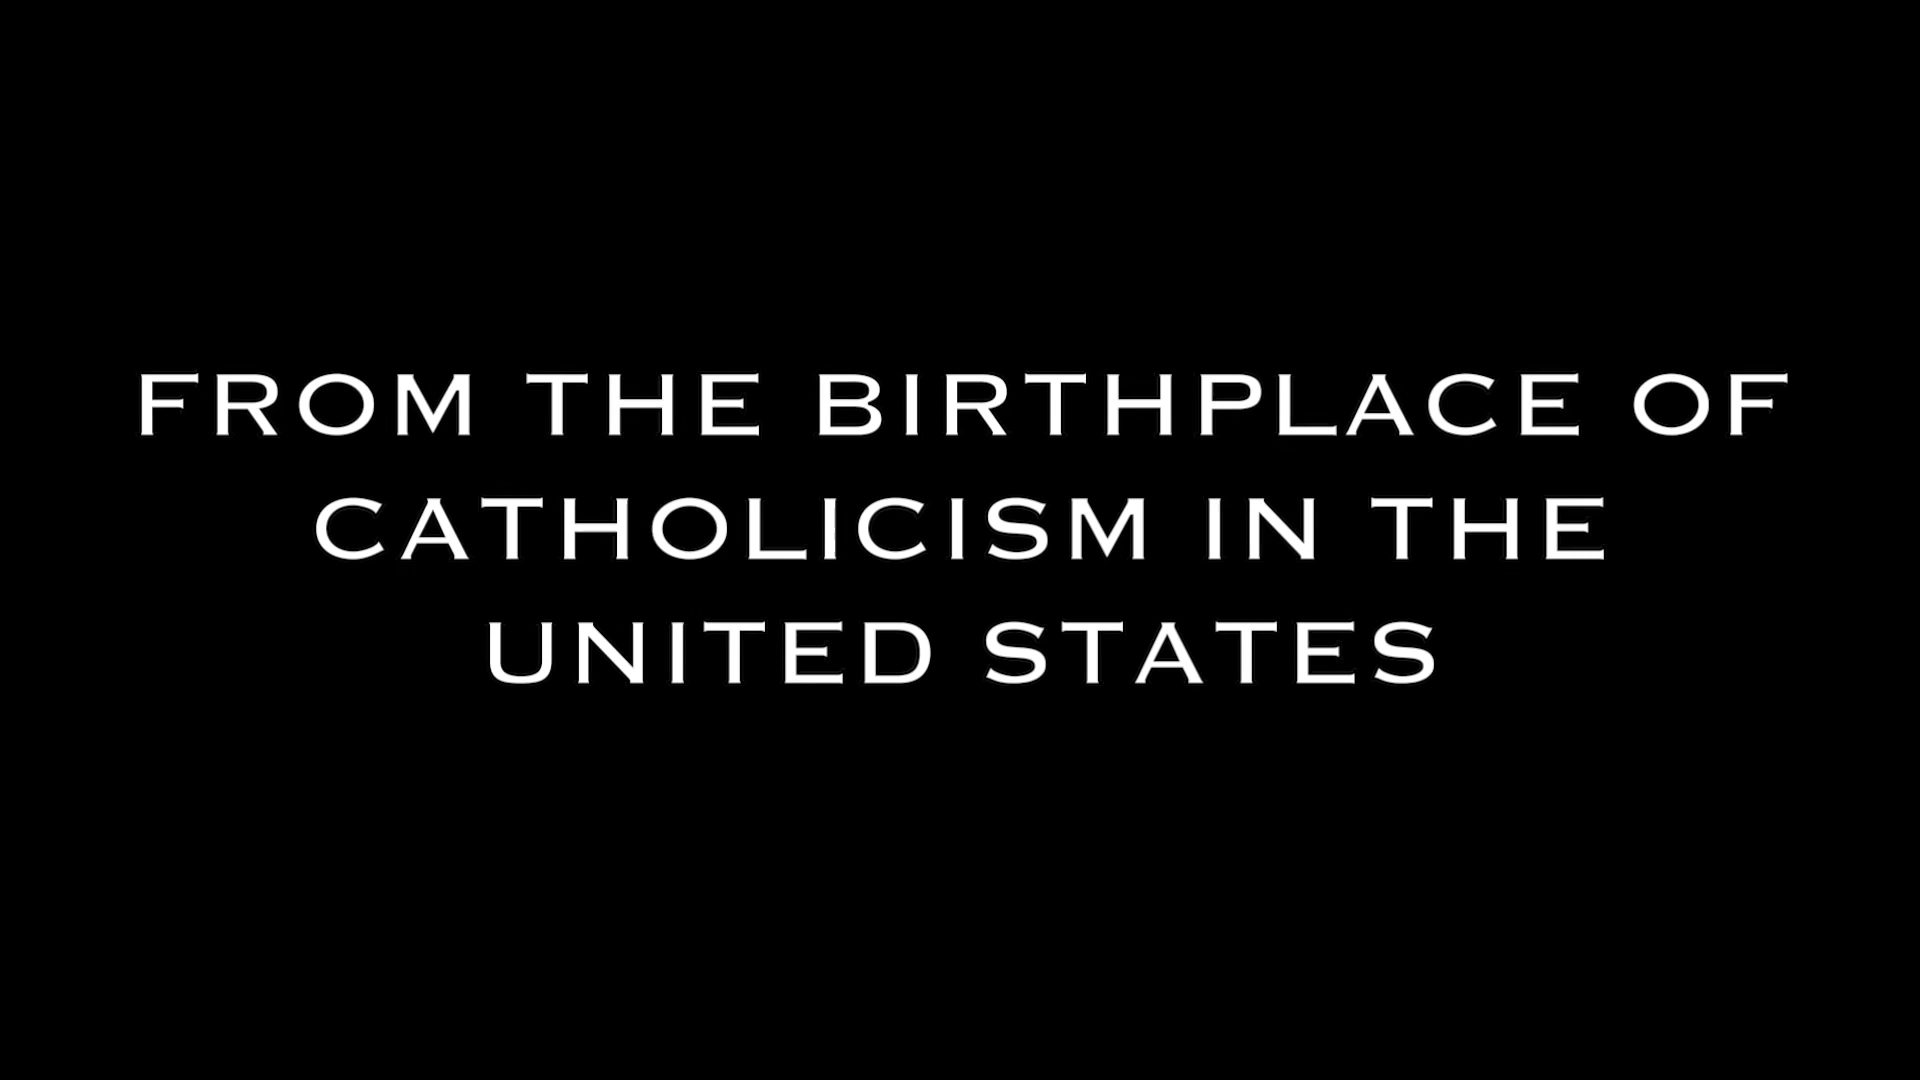 FROM THE BIRTHPLACE OF
CATHOLICISM IN THE
UNITED STATES